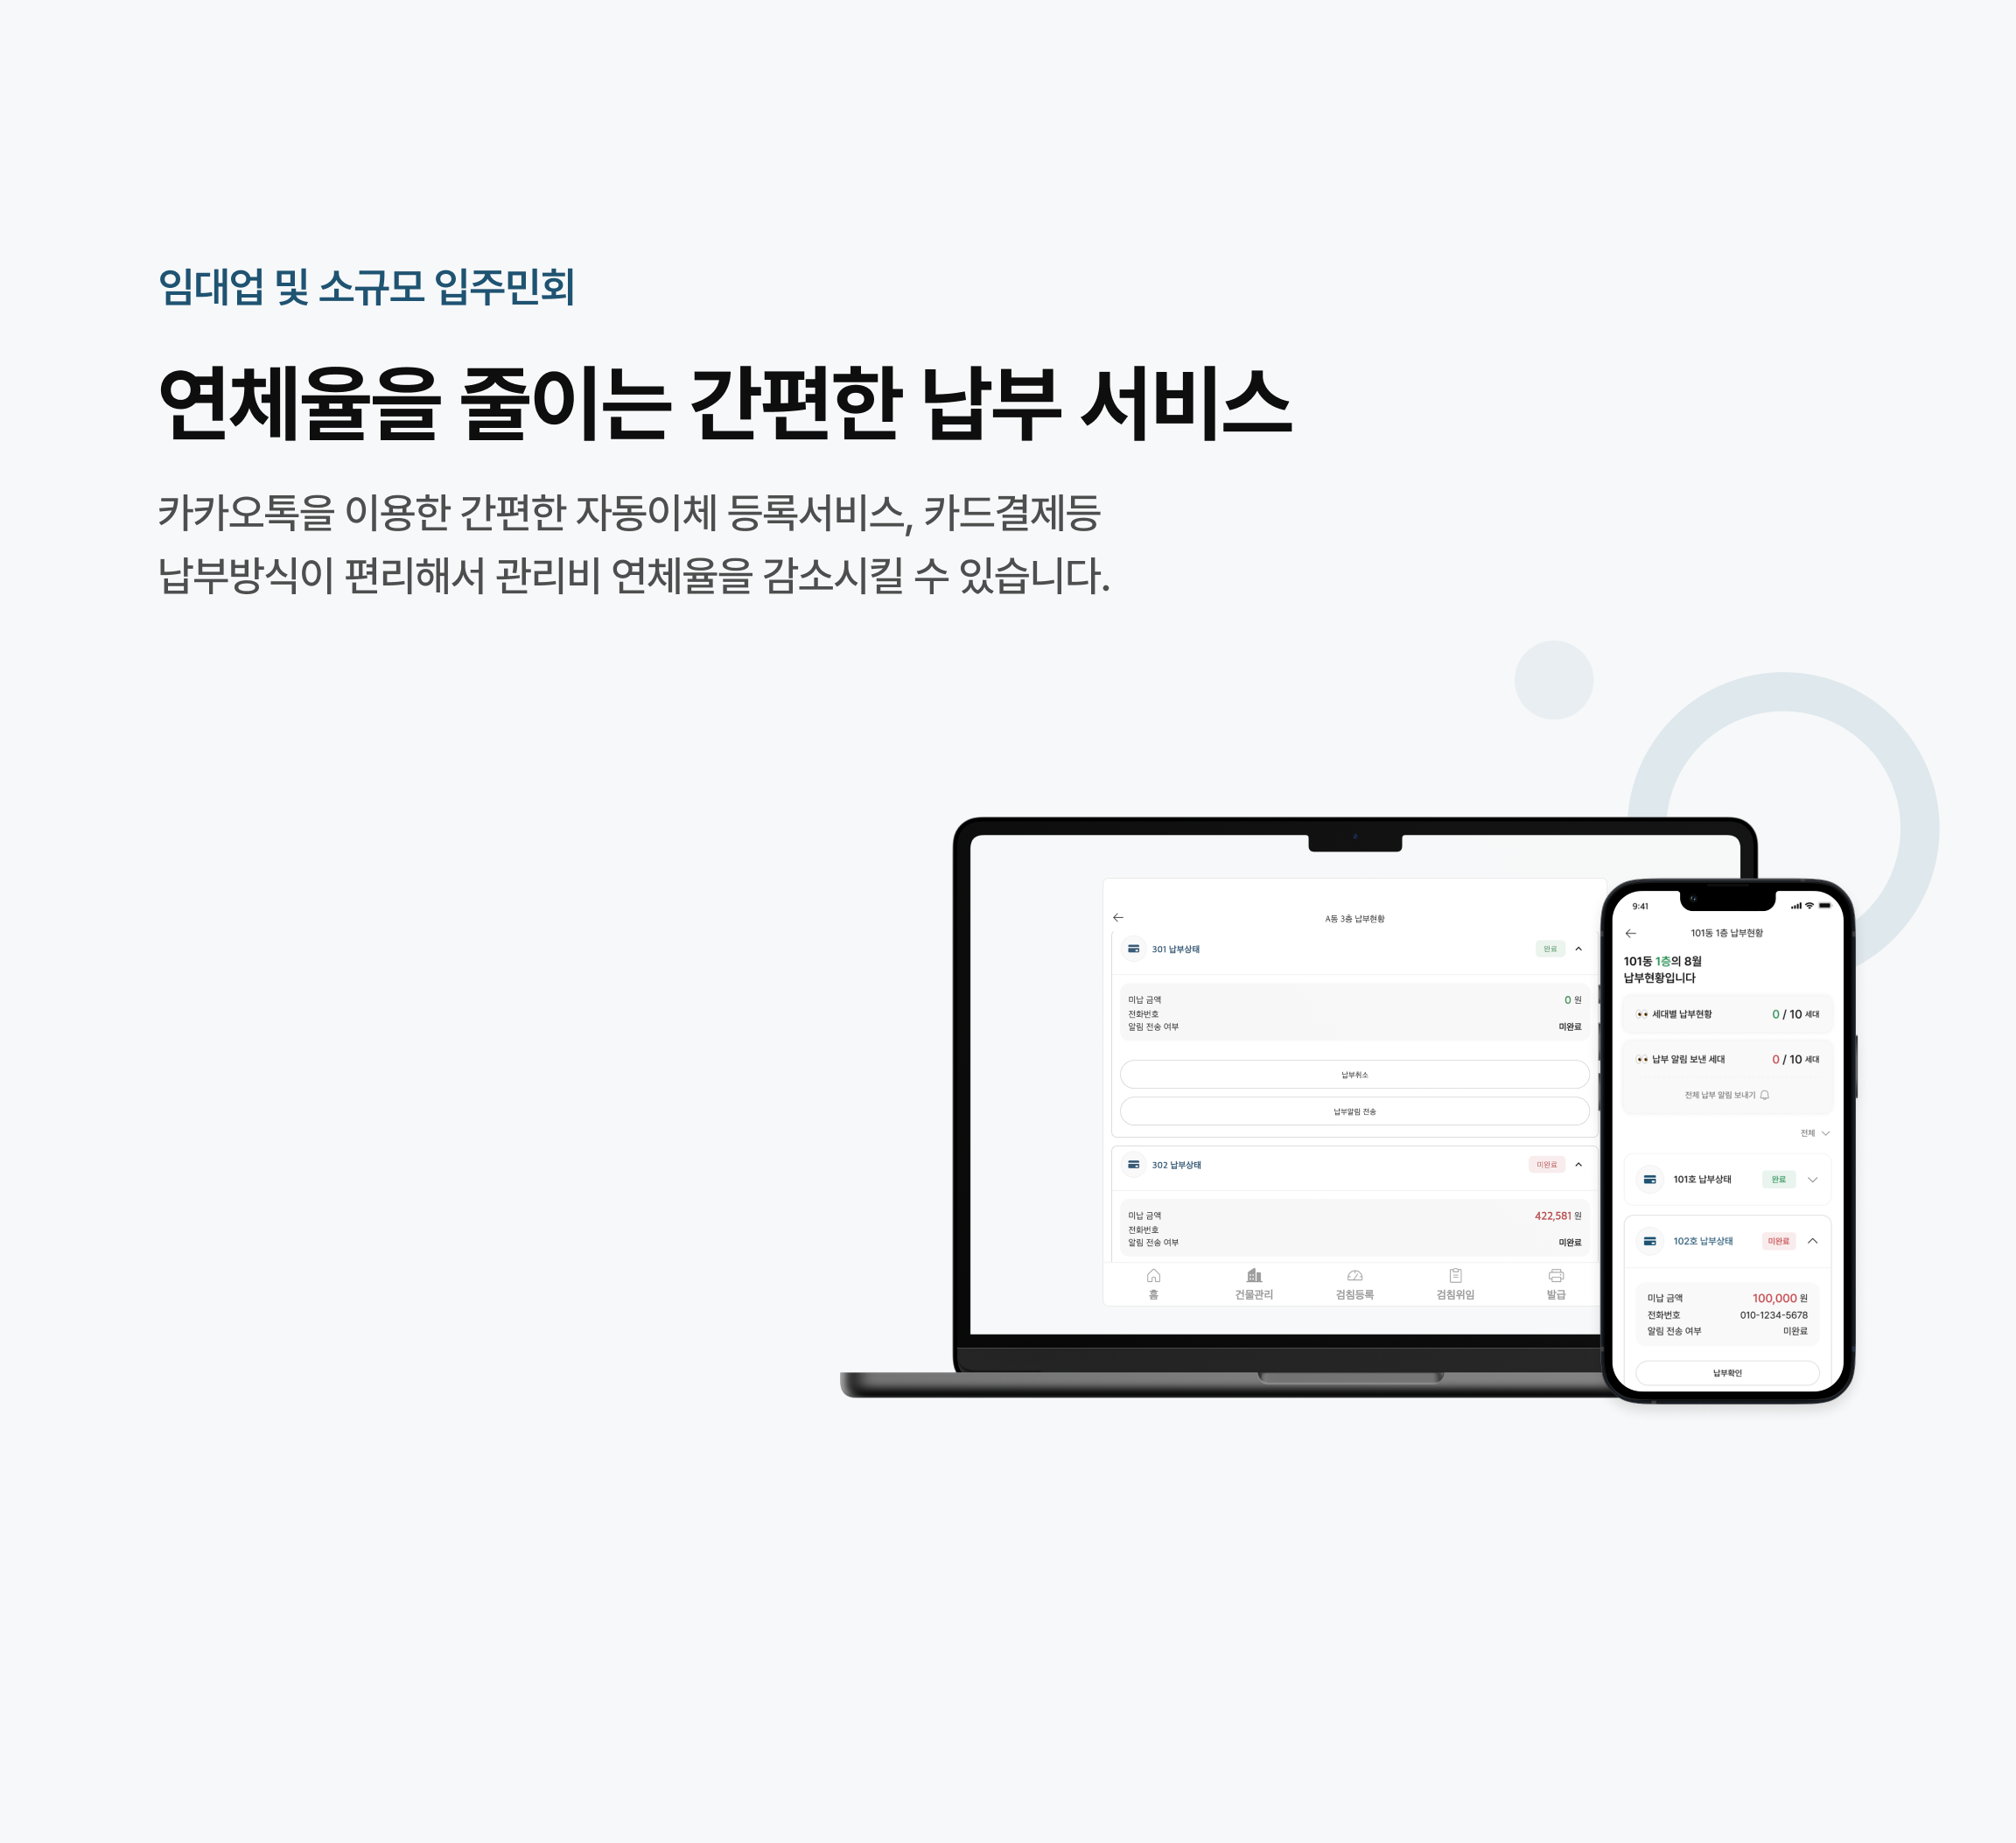 임대업 및 소규모 입주민회
연체율을 줄이는 간편한 납부 서비스
카카오톡을 이용한 간편한 자동이체 등록서비스, 카드결제등
납부방식이 편리해서 관리비 연체율을 감소시킬 수 있습니다.
A동 3층 납부현황
301 납부상태 완료
미납 금액 0 원
전화번호
알림 전송 여부 미완료
납부취소
납부알림 전송
302 납부상태 미완료
미납 금액 422,581 원
전화번호
알림 전송 여부 미완료
홈 건물관리 검침등록 검침위임 발급
9:41
101동 1층 납부현황
101동 1층의 8월
납부현황입니다
세대별 납부현황 0 / 10 세대
납부 알림 보낸 세대 0 / 10 세대
전체 납부 알림 보내기
전체
101호 납부상태 완료
102호 납부상태 미완료
미납 금액 100,000 원
전화번호 010-1234-5678
알림 전송 여부 미완료
납부확인